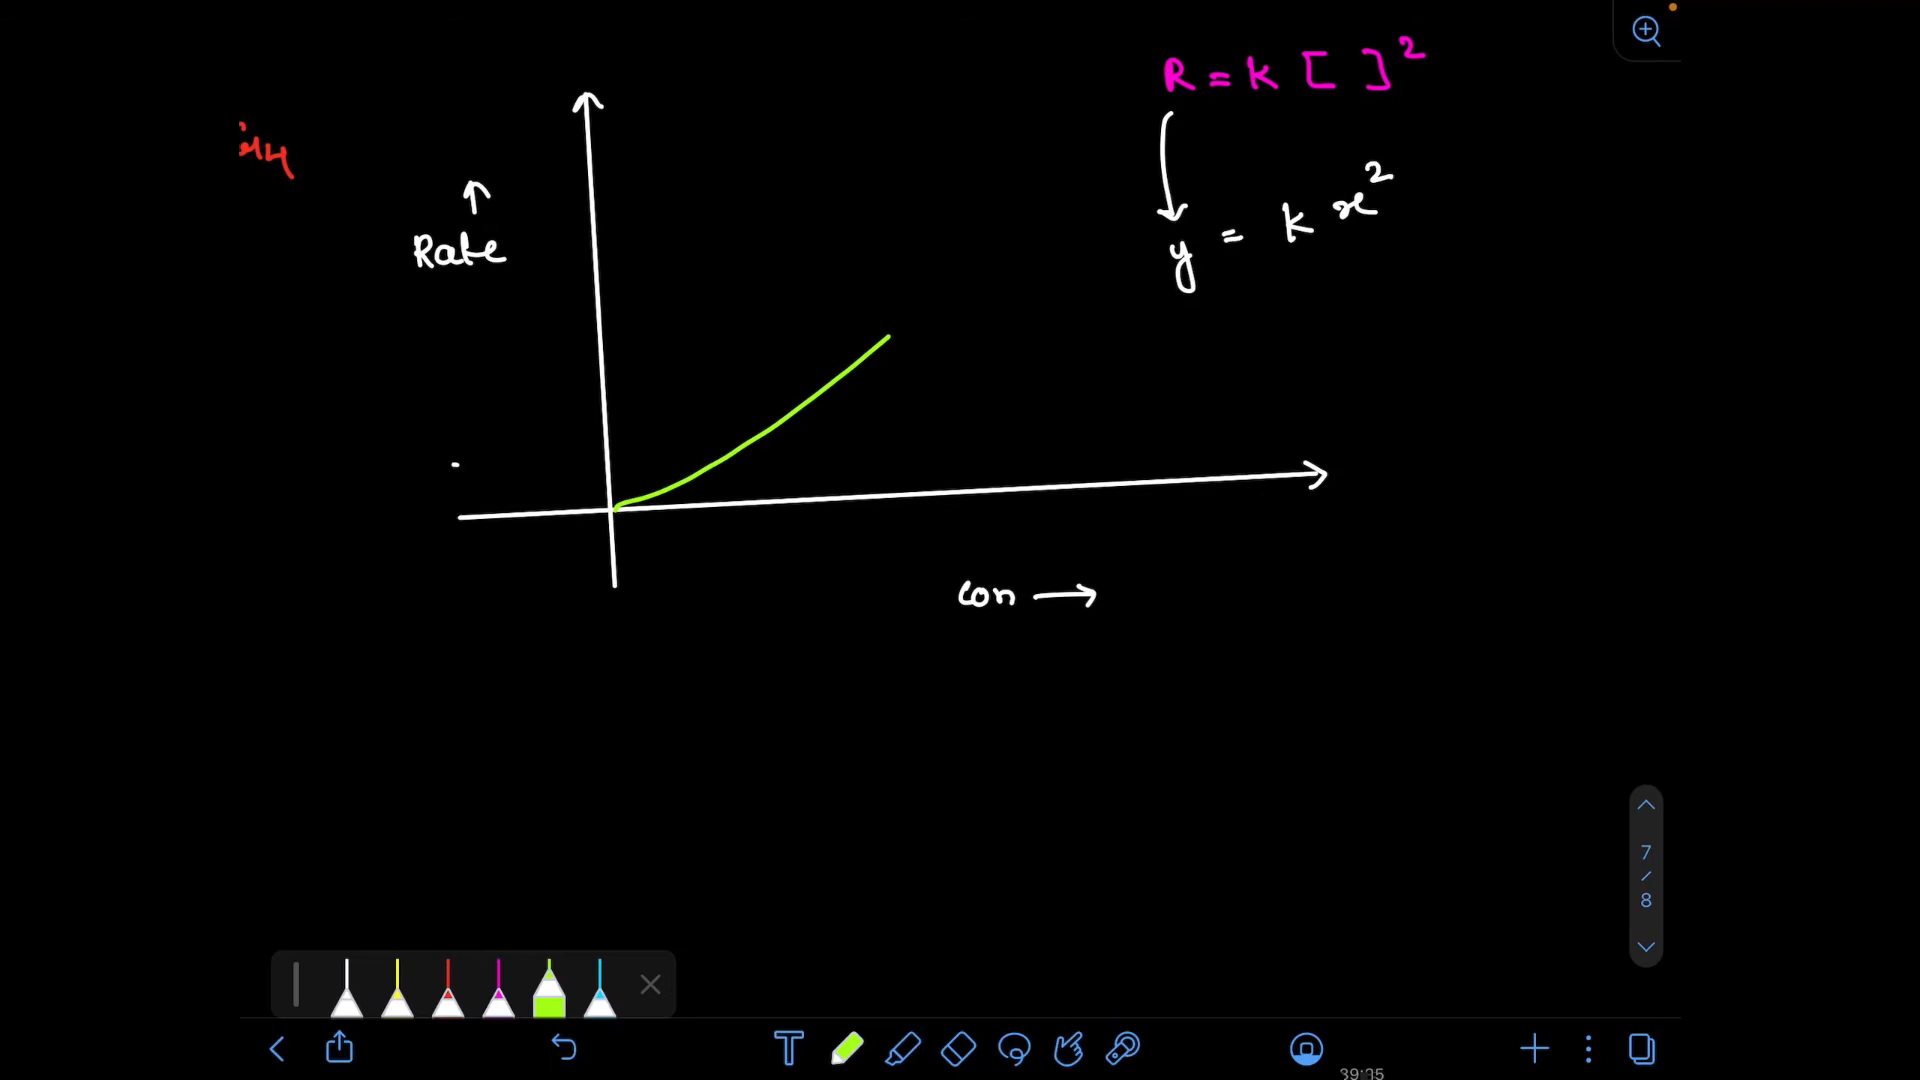 R = k [ ]²
y = k x²
Rate
Con
7
/
8
39:05